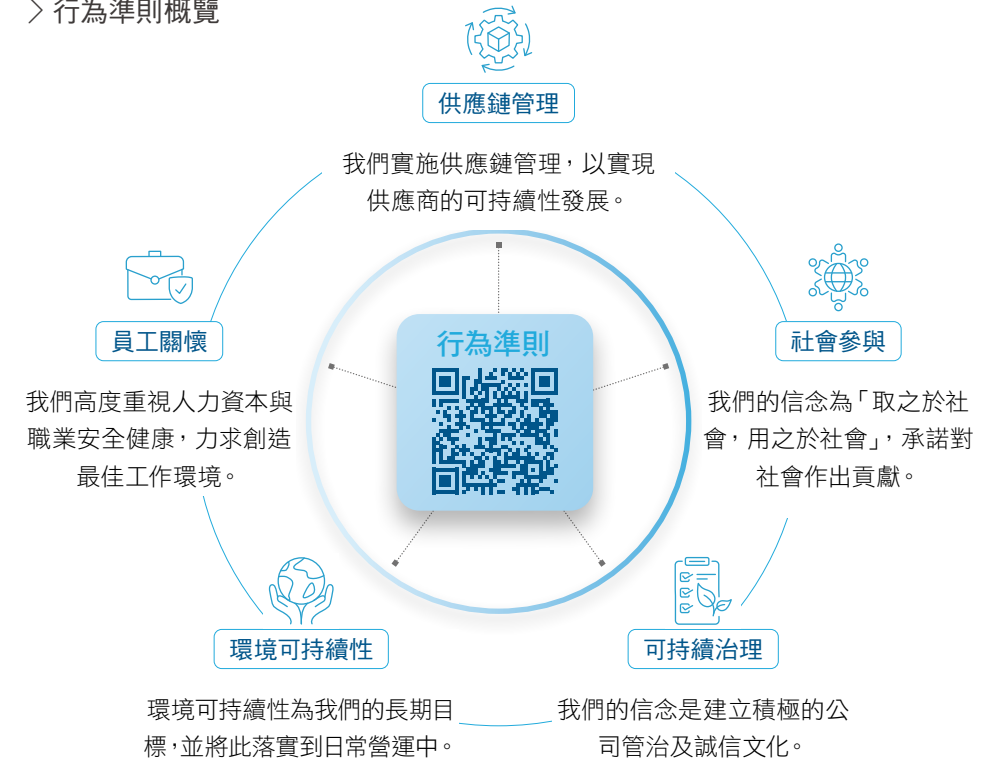 > 行為準則概覽
供應鏈管理
我們實施供應鏈管理，以實現
供應商的可持續性發展。
員工關懷
我們高度重視人力資本與
職業安全健康，力求創造
最佳工作環境。
行為準則
社會參與
我們的信念為「取之於社
會，用之於社會」，承諾對
社會作出貢獻。
環境可持續性
環境可持續性為我們的長期目
標，並將此落實到日常營運中。
可持續治理
我們的信念是建立積極的公
司管治及誠信文化。